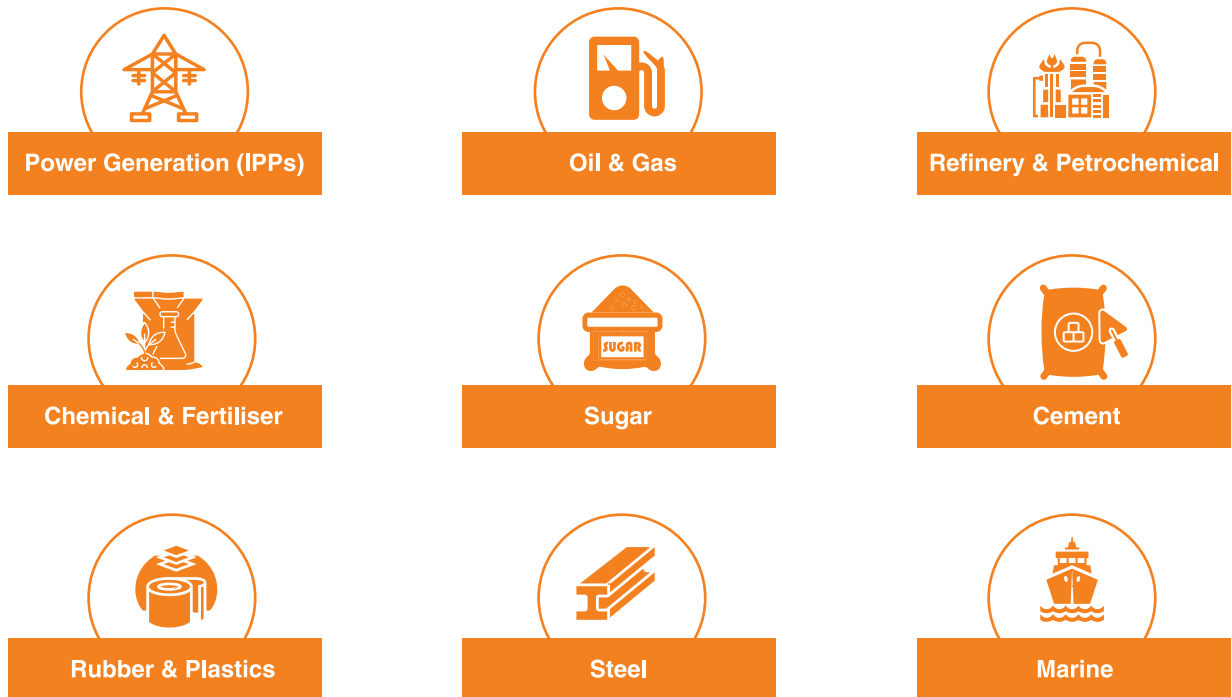 Power Generation (IPPs)
Oil & Gas
Refinery & Petrochemical
SUGAR
Chemical & Fertiliser
Sugar
Cement
Rubber & Plastics
Steel
Marine